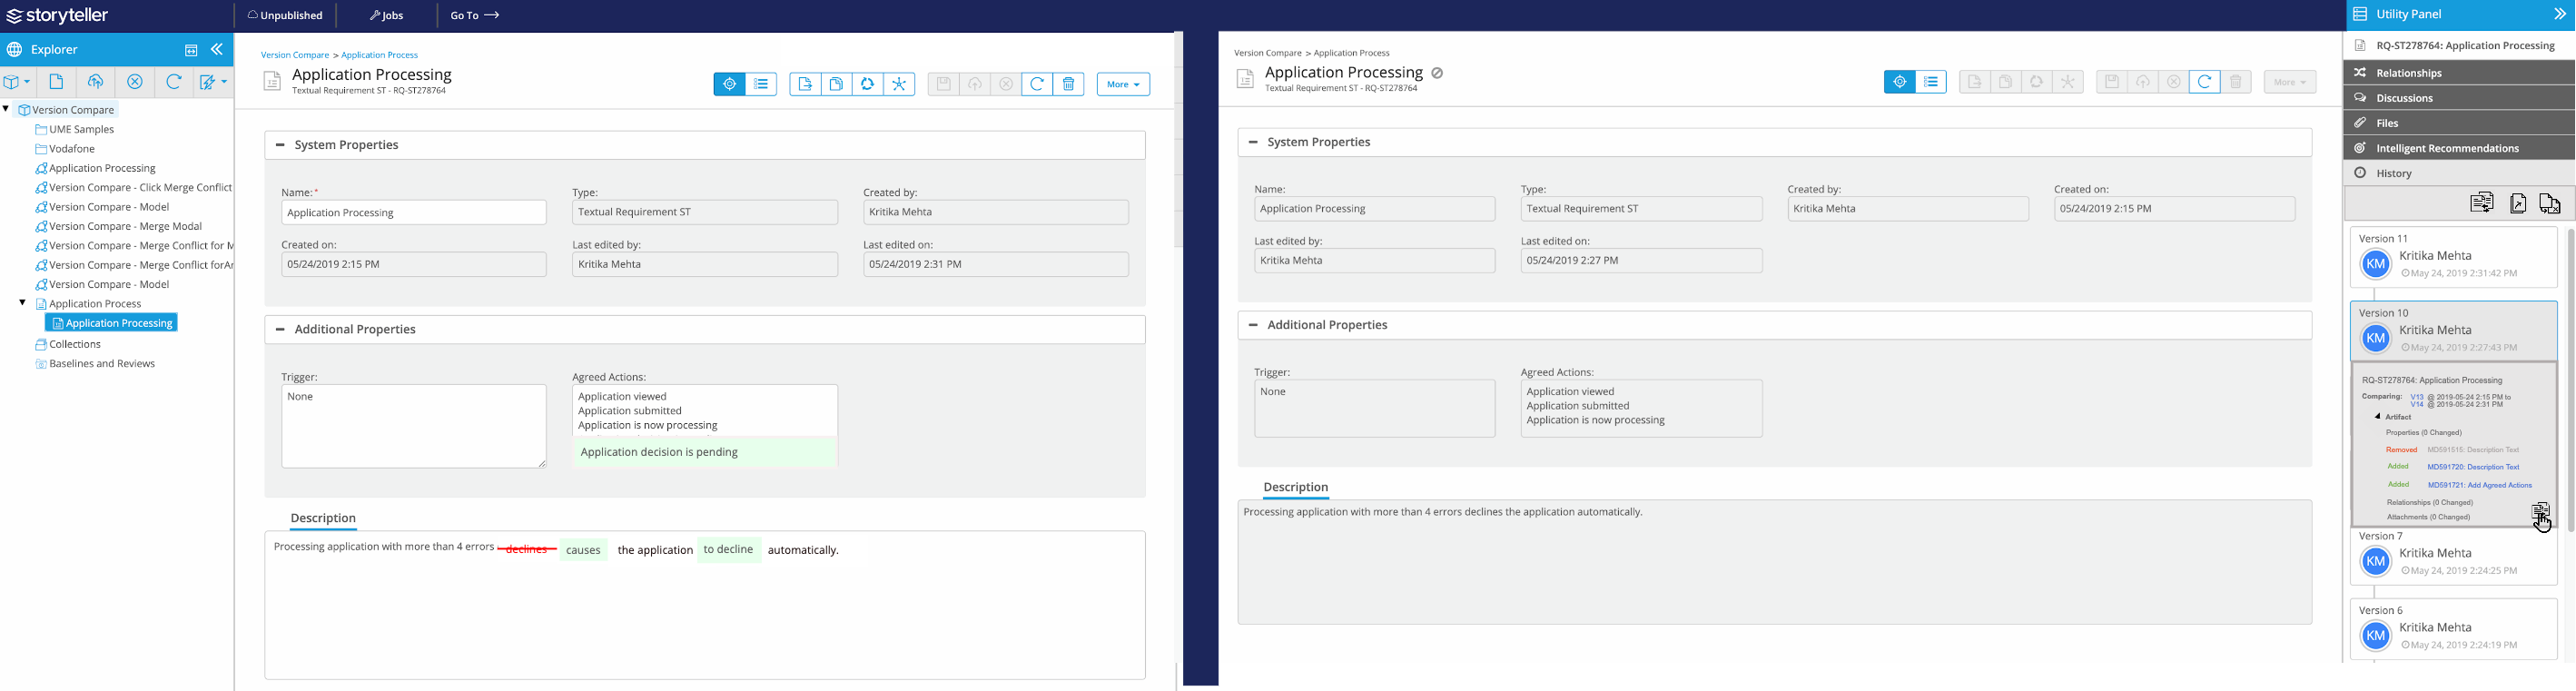 storyteller
Unpublished
Jobs
Go To
Explorer
Version Compare
UME Samples
Vodafone
Application Processing
Version Compare - Click Merge Conflict
Version Compare - Model
Version Compare - Merge Modal
Version Compare - Merge Conflict for M
Version Compare - Merge Conflict forAr
Version Compare - Model
Application Process
Application Processing
Collections
Baselines and Reviews
Version Compare > Application Process
Application Processing
Textual Requirement ST - RQ-ST278764
More
System Properties
Name:* Type: Created by:
Application Processing Textual Requirement ST Kritika Mehta
Created on: Last edited by: Last edited on:
05/24/2019 2:15 PM Kritika Mehta 05/24/2019 2:31 PM
Additional Properties
Trigger: Agreed Actions:
None Application viewed
Application submitted
Application is now processing
Application decision is pending
Description
Processing application with more than 4 errors declines causes the application to decline automatically.
Version Compare > Application Process
Application Processing
Textual Requirement ST - RQ-ST278764
More
System Properties
Name: Type: Created by: Created on:
Application Processing Textual Requirement ST Kritika Mehta 05/24/2019 2:15 PM
Last edited by: Last edited on:
Kritika Mehta 05/24/2019 2:27 PM
Additional Properties
Trigger: Agreed Actions:
None Application viewed
Application submitted
Application is now processing
Description
Processing application with more than 4 errors declines the application automatically.
Utility Panel
RQ-ST278764: Application Processing
Relationships
Discussions
Files
Intelligent Recommendations
History
Version 11
KM Kritika Mehta
May 24, 2019 2:31:42 PM
Version 10
KM Kritika Mehta
May 24, 2019 2:27:43 PM
RQ-ST278764: Application Processing
Comparing: V13 @ 2019-05-24 2:15 PM to
V14 @ 2019-05-24 2:31 PM
Artifact
Properties (0 Changed)
Removed MD591515: Description Text
Added MD591720: Description Text
Added MD591721: Add Agreed Actions
Relationships (0 Changed)
Attachments (0 Changed)
Version 7
KM Kritika Mehta
May 24, 2019 2:24:25 PM
Version 6
KM Kritika Mehta
May 24, 2019 2:24:19 PM